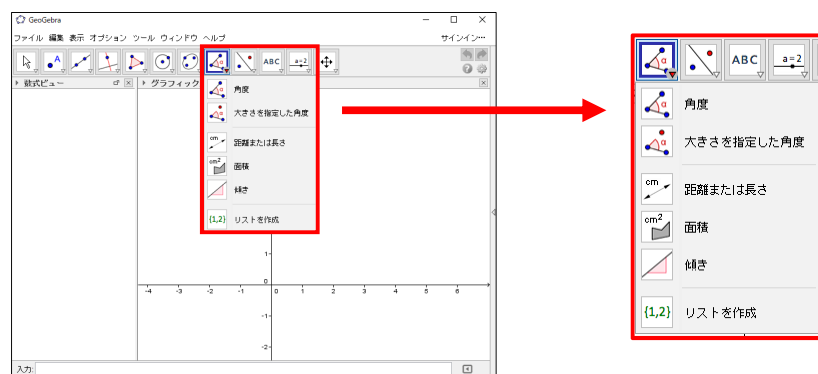 GeoGebra
ファイル 編集 表示 オプション ツール ウィンドウ ヘルプ
サインイン…
A
α
ABC
a=2
数式ビュー
グラフィック
α 角度
α 大きさを指定した角度
cm 距離または長さ
cm² 面積
傾き
{1,2} リストを作成
1
0
-4 -3 -2 -1 0 1 2 3 4 5 6
-1
-2
入力:
α
ABC
a=2
α 角度
α 大きさを指定した角度
cm 距離または長さ
cm² 面積
傾き
{1,2} リストを作成